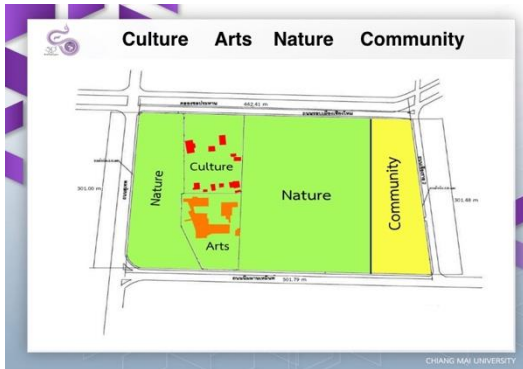 Culture Arts Nature Community
662.41 m
Nature
Culture
Nature
Community
301.00 m
301.88 m
Arts
501.79 m
CHIANG MAI UNIVERSITY